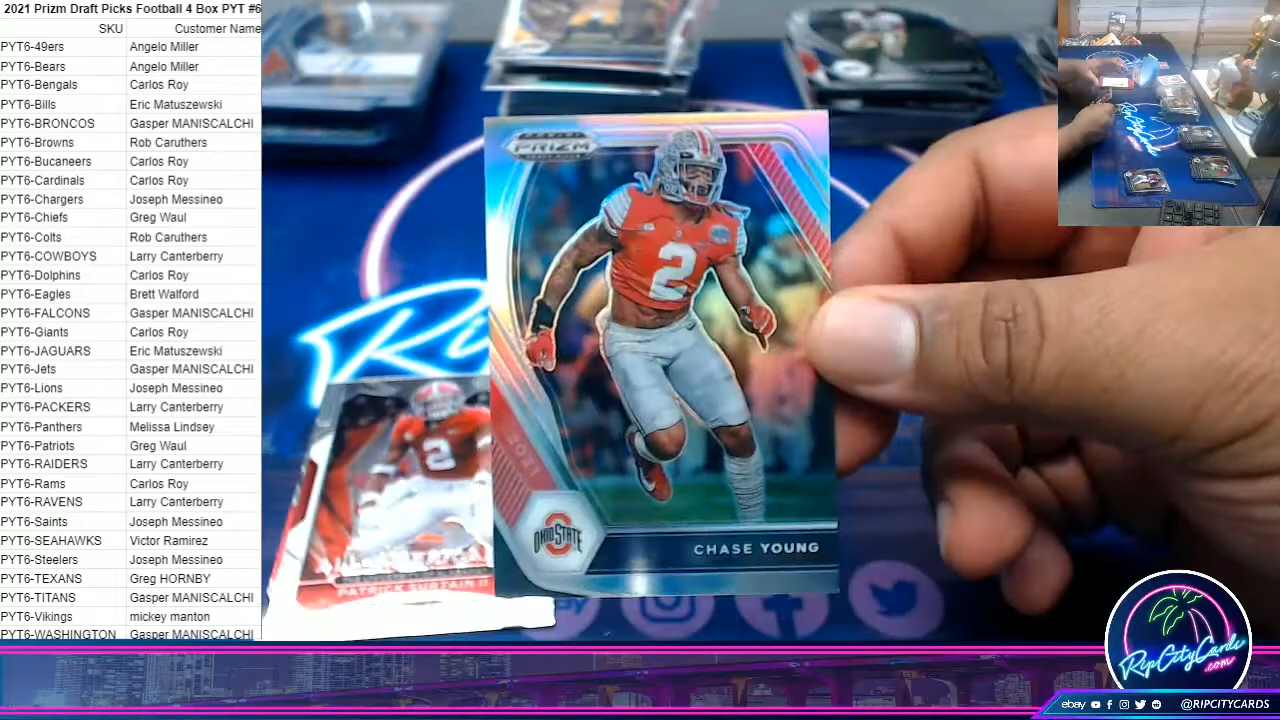 2021 Prizm Draft Picks Football 4 Box PYT #6
SKU Customer Name
PYT6-49ers Angelo Miller
PYT6-Bears Angelo Miller
PYT6-Bengals Carlos Roy
PYT6-Bills Eric Matuszewski
PYT6-BRONCOS Gasper MANISCALCHI
PYT6-Browns Rob Caruthers
PYT6-Bucaneers Carlos Roy
PYT6-Cardinals Carlos Roy
PYT6-Chargers Joseph Messineo
PYT6-Chiefs Greg Waul
PYT6-Colts Rob Caruthers
PYT6-COWBOYS Larry Canterberry
PYT6-Dolphins Carlos Roy
PYT6-Eagles Brett Walford
PYT6-FALCONS Gasper MANISCALCHI
PYT6-Giants Carlos Roy
PYT6-JAGUARS Eric Matuszewski
PYT6-Jets Gasper MANISCALCHI
PYT6-Lions Joseph Messineo
PYT6-PACKERS Larry Canterberry
PYT6-Panthers Melissa Lindsey
PYT6-Patriots Greg Waul
PYT6-RAIDERS Larry Canterberry
PYT6-Rams Carlos Roy
PYT6-RAVENS Larry Canterberry
PYT6-Saints Joseph Messineo
PYT6-SEAHAWKS Victor Ramirez
PYT6-Steelers Joseph Messineo
PYT6-TEXANS Greg HORNBY
PYT6-TITANS Gasper MANISCALCHI
PYT6-Vikings mickey manton
PYT6-WASHINGTON Gasper MANISCALCHI
PANINI
PRIZM
2
OHIO STATE
CHASE YOUNG
2
PATRICK SURTAIN II
RipCityCards
.com
ebay @RIPCITYCARDS